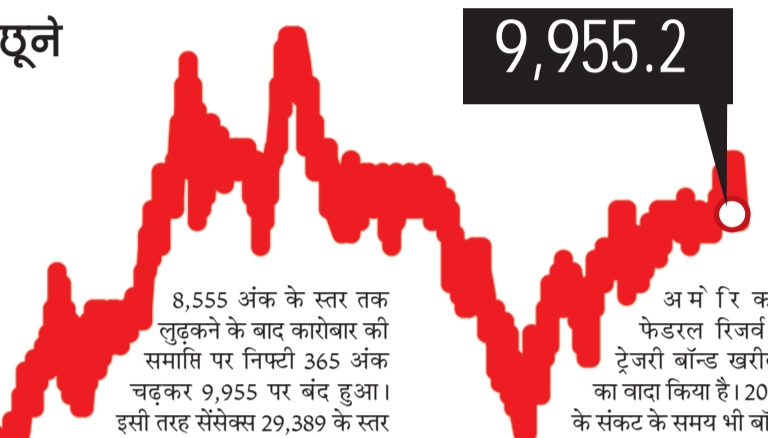 छूने
9,955.2
8,555 अंक के स्तर तक
लुढ़कने के बाद कारोबार की
समाप्ति पर निफ्टी 365 अंक
चढ़कर 9,955 पर बंद हुआ।
इसी तरह सेंसेक्स 29,389 के स्तर
अमेरिक
फेडरल रिजर्व
ट्रेजरी बॉन्ड खरी
का वादा किया है। 20
के संकट के समय भी बॉ